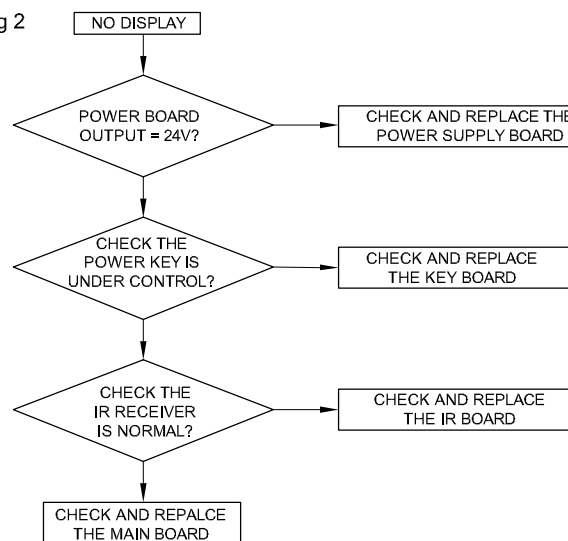 g 2
NO DISPLAY
POWER BOARD
OUTPUT = 24V?
CHECK AND REPLACE THE
POWER SUPPLY BOARD
CHECK THE
POWER KEY IS
UNDER CONTROL?
CHECK AND REPLACE
THE KEY BOARD
CHECK THE
IR RECEIVER
IS NORMAL?
CHECK AND REPLACE
THE IR BOARD
CHECK AND REPALCE
THE MAIN BOARD